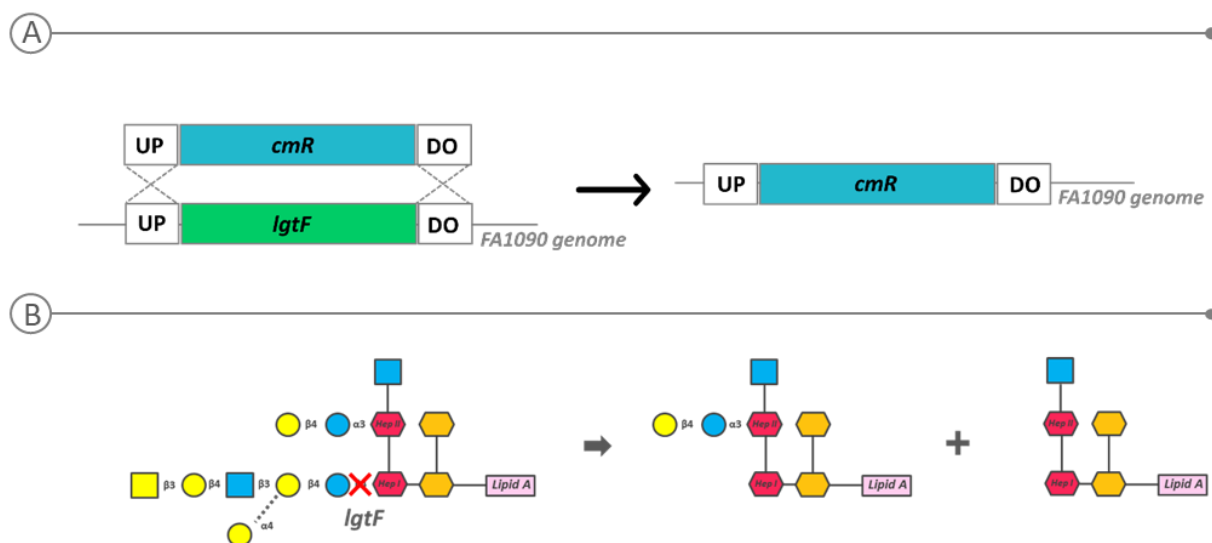 A
UP cmR DO
UP lgtF DO
FA1090 genome
UP cmR DO
FA1090 genome
B
β4 α3 Hep II
β3 β4 β3 β4 Hep I Lipid A
α4
lgtF
β4 α3 Hep II
Hep I Lipid A
+
Hep II
Hep I Lipid A